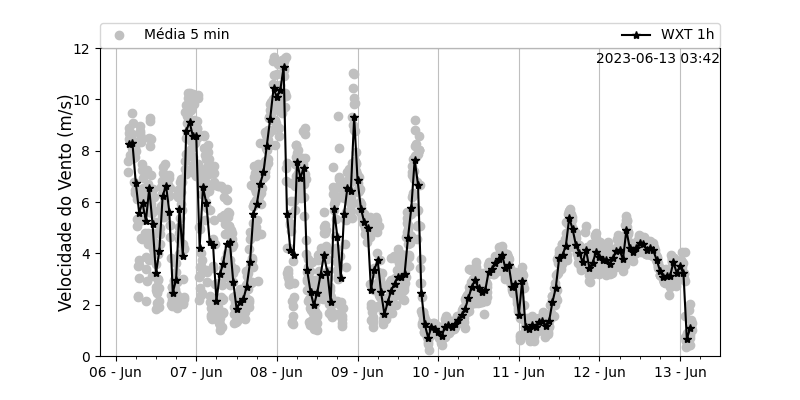 Média 5 min
WXT 1h
2023-06-13 03:42
Velocidade do Vento (m/s)
12
10
8
6
4
2
0
06 - Jun
07 - Jun
08 - Jun
09 - Jun
10 - Jun
11 - Jun
12 - Jun
13 - Jun